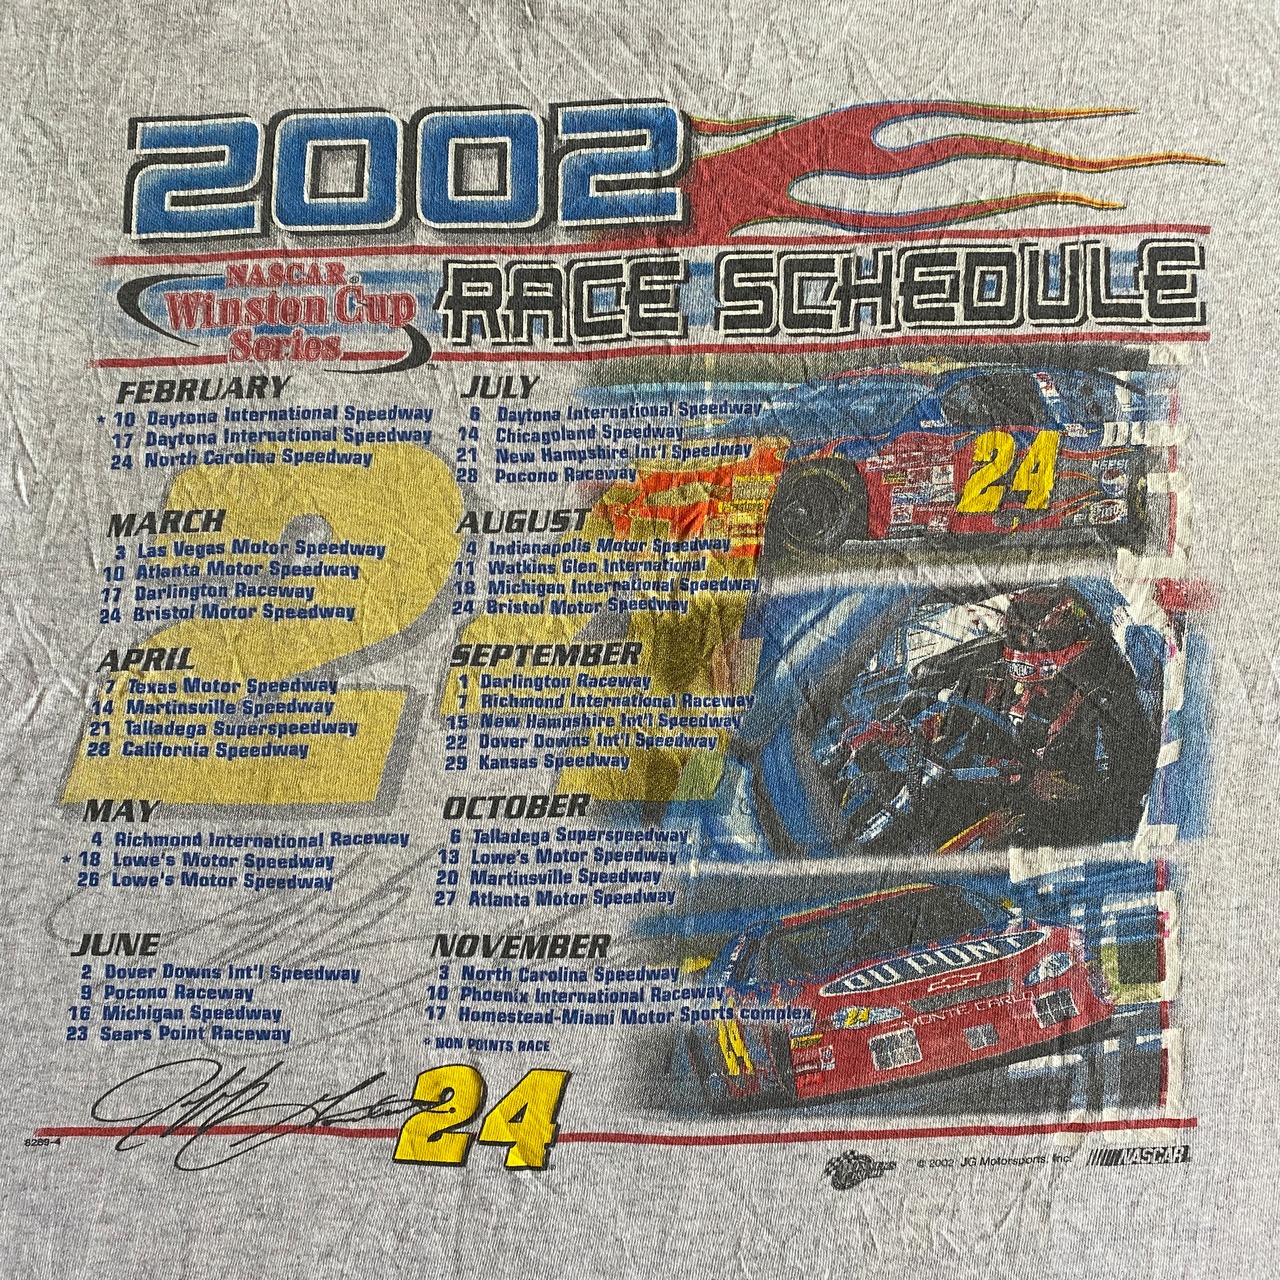 2002
NASCAR
Winston Cup
Series
RACE SCHEDULE
FEBRUARY
* 10 Daytona International Speedway
17 Daytona International Speedway
24 North Carolina Speedway
MARCH
3 Las Vegas Motor Speedway
10 Atlanta Motor Speedway
17 Darlington Raceway
24 Bristol Motor Speedway
APRIL
7 Texas Motor Speedway
14 Martinsville Speedway
21 Talladega Superspeedway
28 California Speedway
MAY
4 Richmond International Raceway
* 18 Lowe's Motor Speedway
26 Lowe's Motor Speedway
JUNE
2 Dover Downs Int'l Speedway
9 Pocono Raceway
16 Michigan Speedway
23 Sears Point Raceway
JULY
6 Daytona International Speedway
14 Chicagoland Speedway
21 New Hampshire Int'l Speedway
28 Pocono Raceway
AUGUST
4 Indianapolis Motor Speedway
11 Watkins Glen International
18 Michigan International Speedway
24 Bristol Motor Speedway
SEPTEMBER
1 Darlington Raceway
7 Richmond International Raceway
15 New Hampshire Int'l Speedway
22 Dover Downs Int'l Speedway
29 Kansas Speedway
OCTOBER
6 Talladega Superspeedway
13 Lowe's Motor Speedway
20 Martinsville Speedway
27 Atlanta Motor Speedway
NOVEMBER
3 North Carolina Speedway
10 Phoenix International Raceway
17 Homestead-Miami Motor Sports complex
* NON POINTS RACE
24
24
PEPSI
DU PONT
MONTE CARLO
24
24
Jeff Gordon
24
8289-4
© 2002 JG Motorsports, Inc.
NASCAR